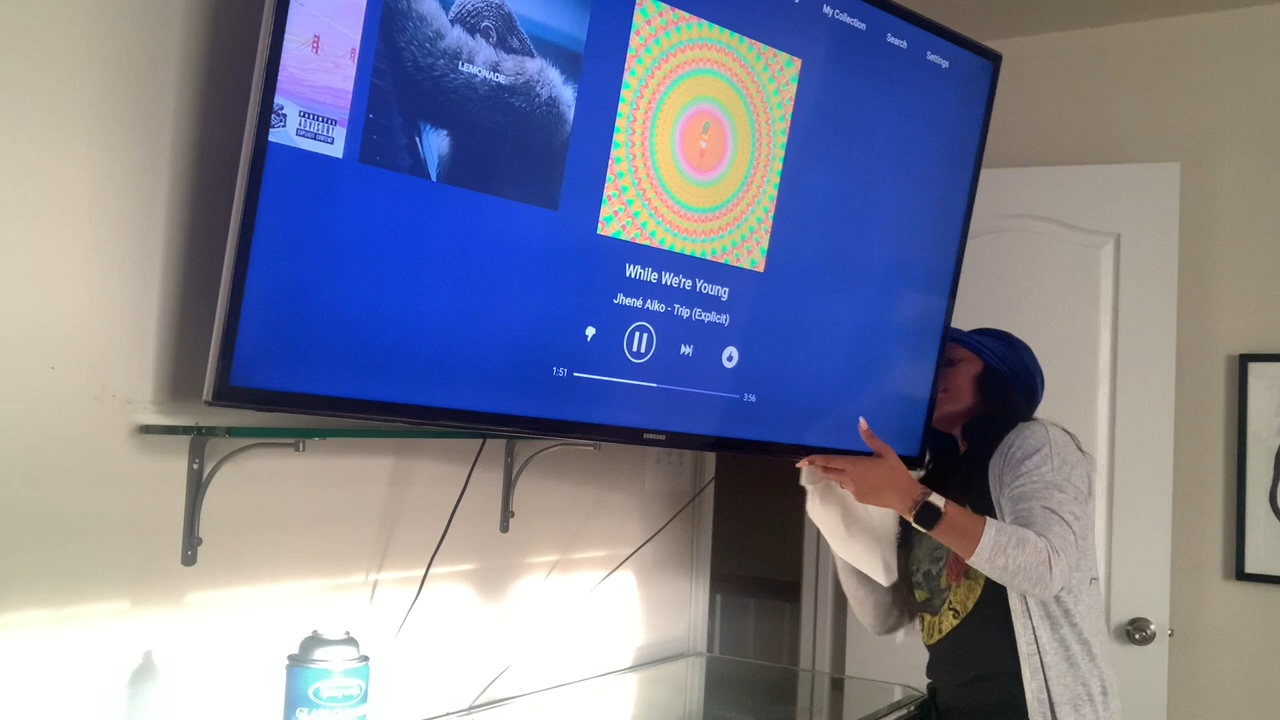 My Collection
Search
Settings
LEMONADE
PARENTAL
ADVISORY
EXPLICIT CONTENT
While We're Young
Jhené Aiko - Trip (Explicit)
1:51
3:56
SAMSUNG